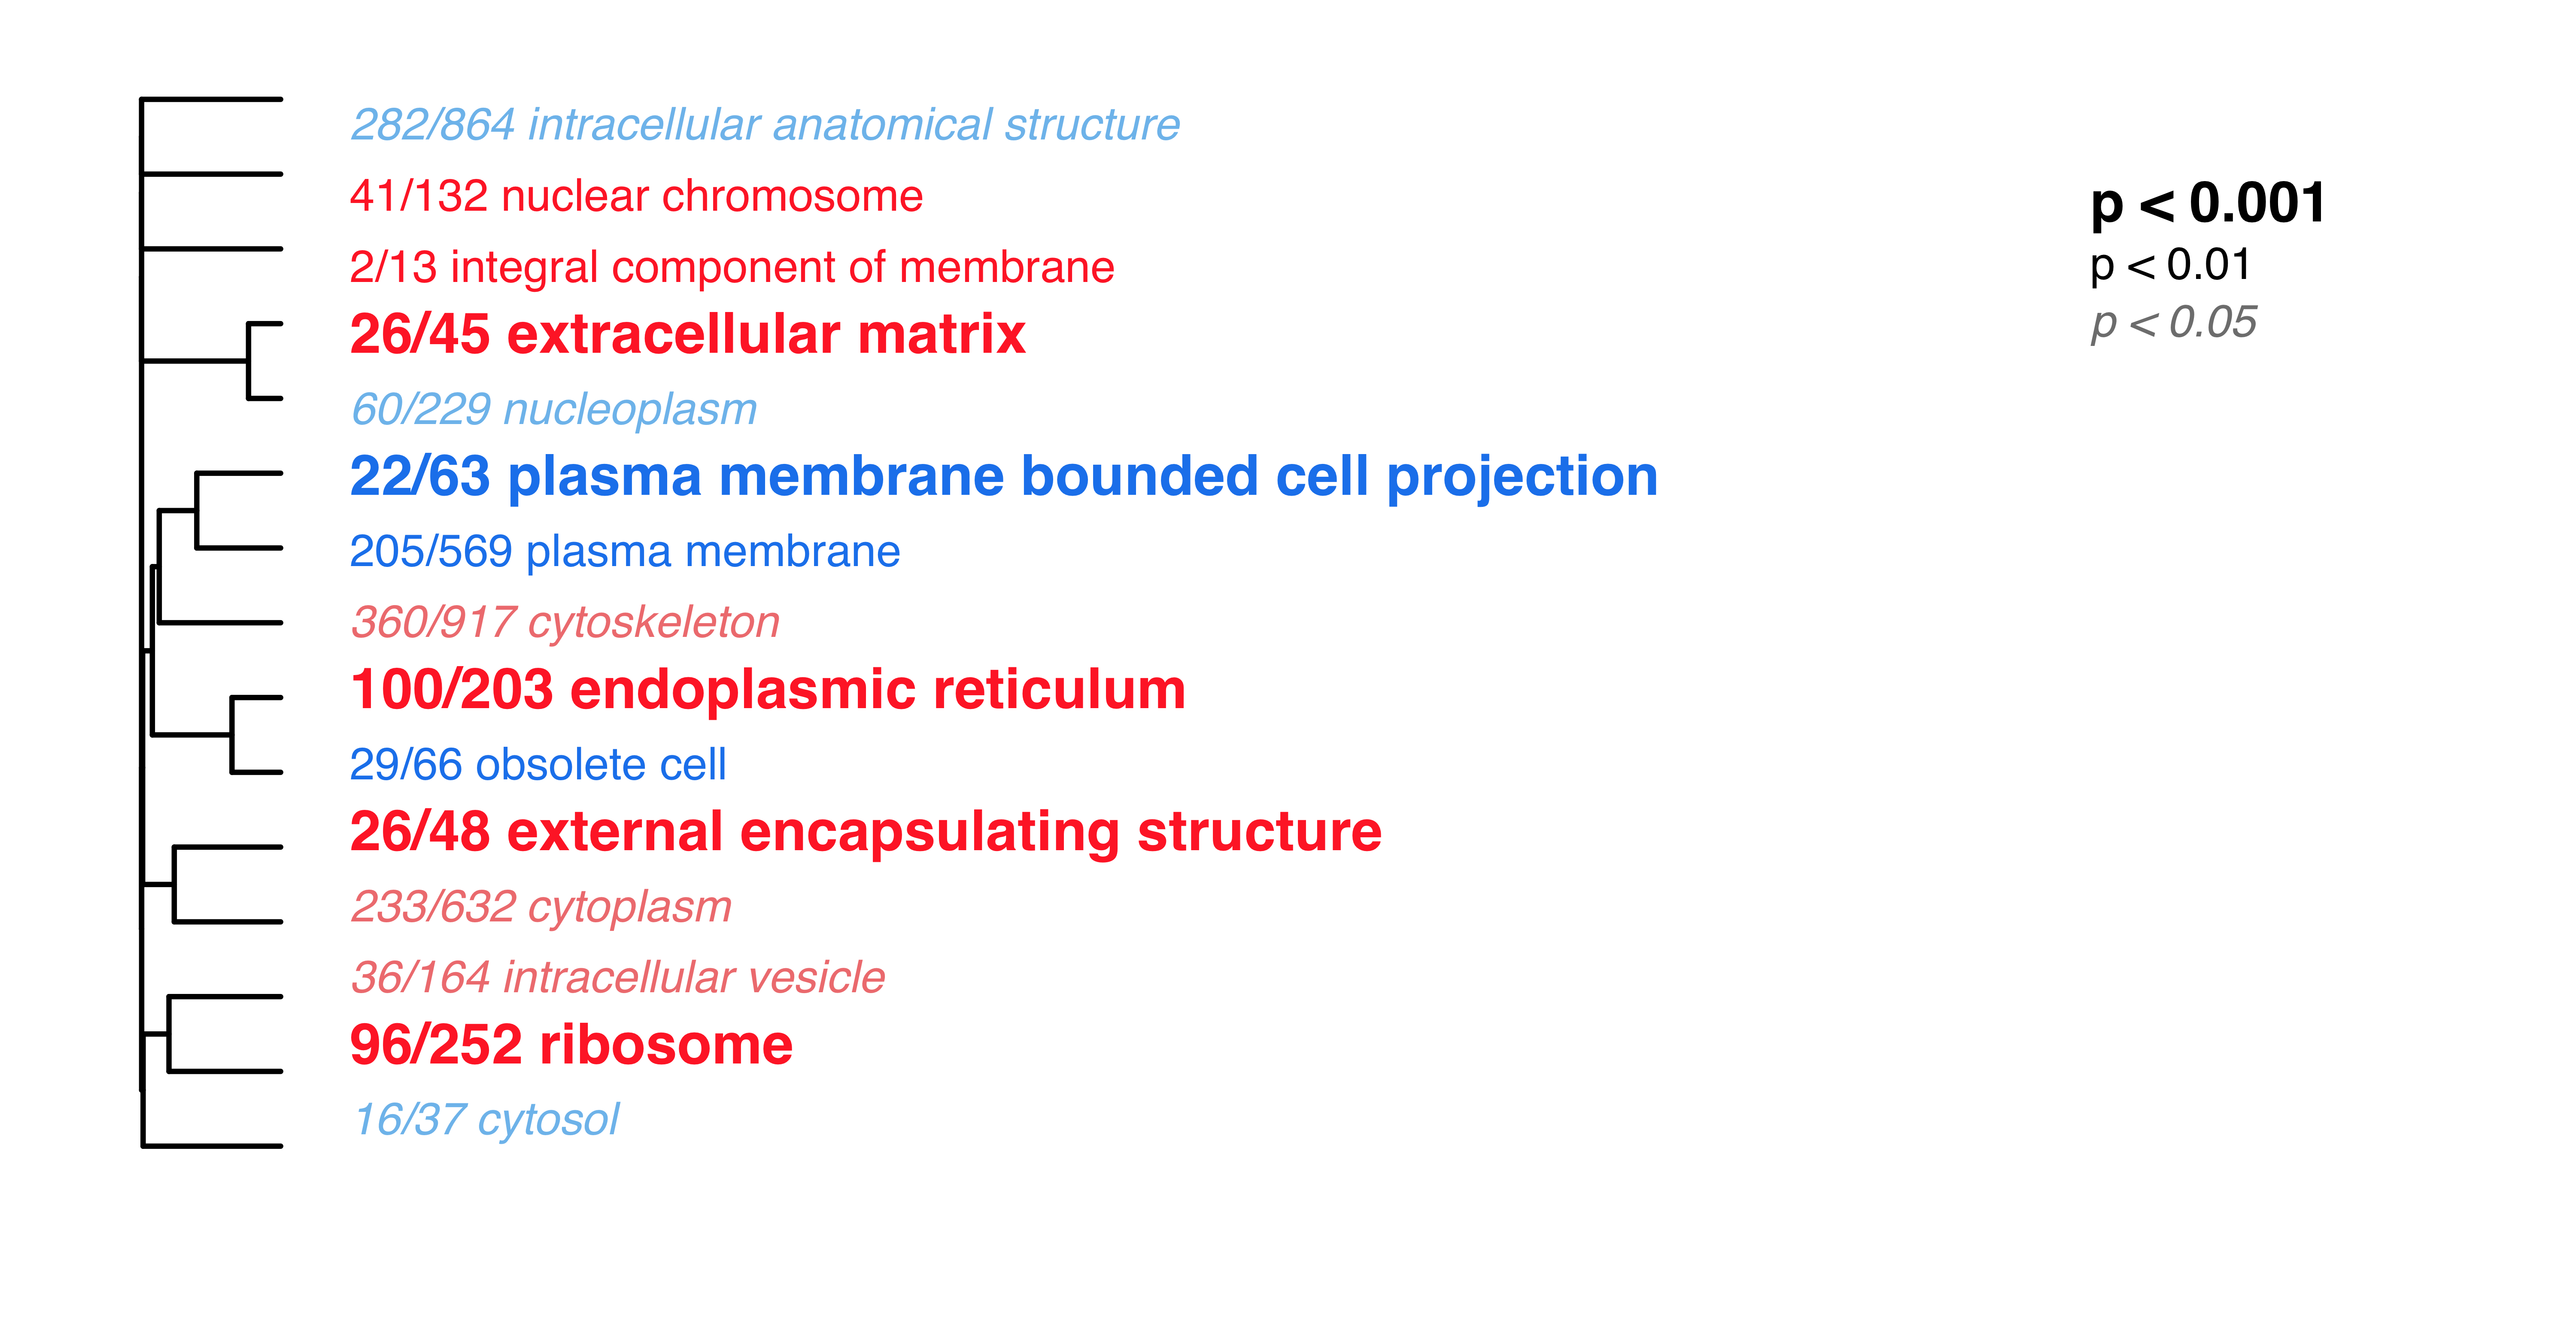 282/864 intracellular anatomical structure
41/132 nuclear chromosome
2/13 integral component of membrane
26/45 extracellular matrix
60/229 nucleoplasm
22/63 plasma membrane bounded cell projection
205/569 plasma membrane
360/917 cytoskeleton
100/203 endoplasmic reticulum
29/66 obsolete cell
26/48 external encapsulating structure
233/632 cytoplasm
36/164 intracellular vesicle
96/252 ribosome
16/37 cytosol
p < 0.001
p < 0.01
p < 0.05